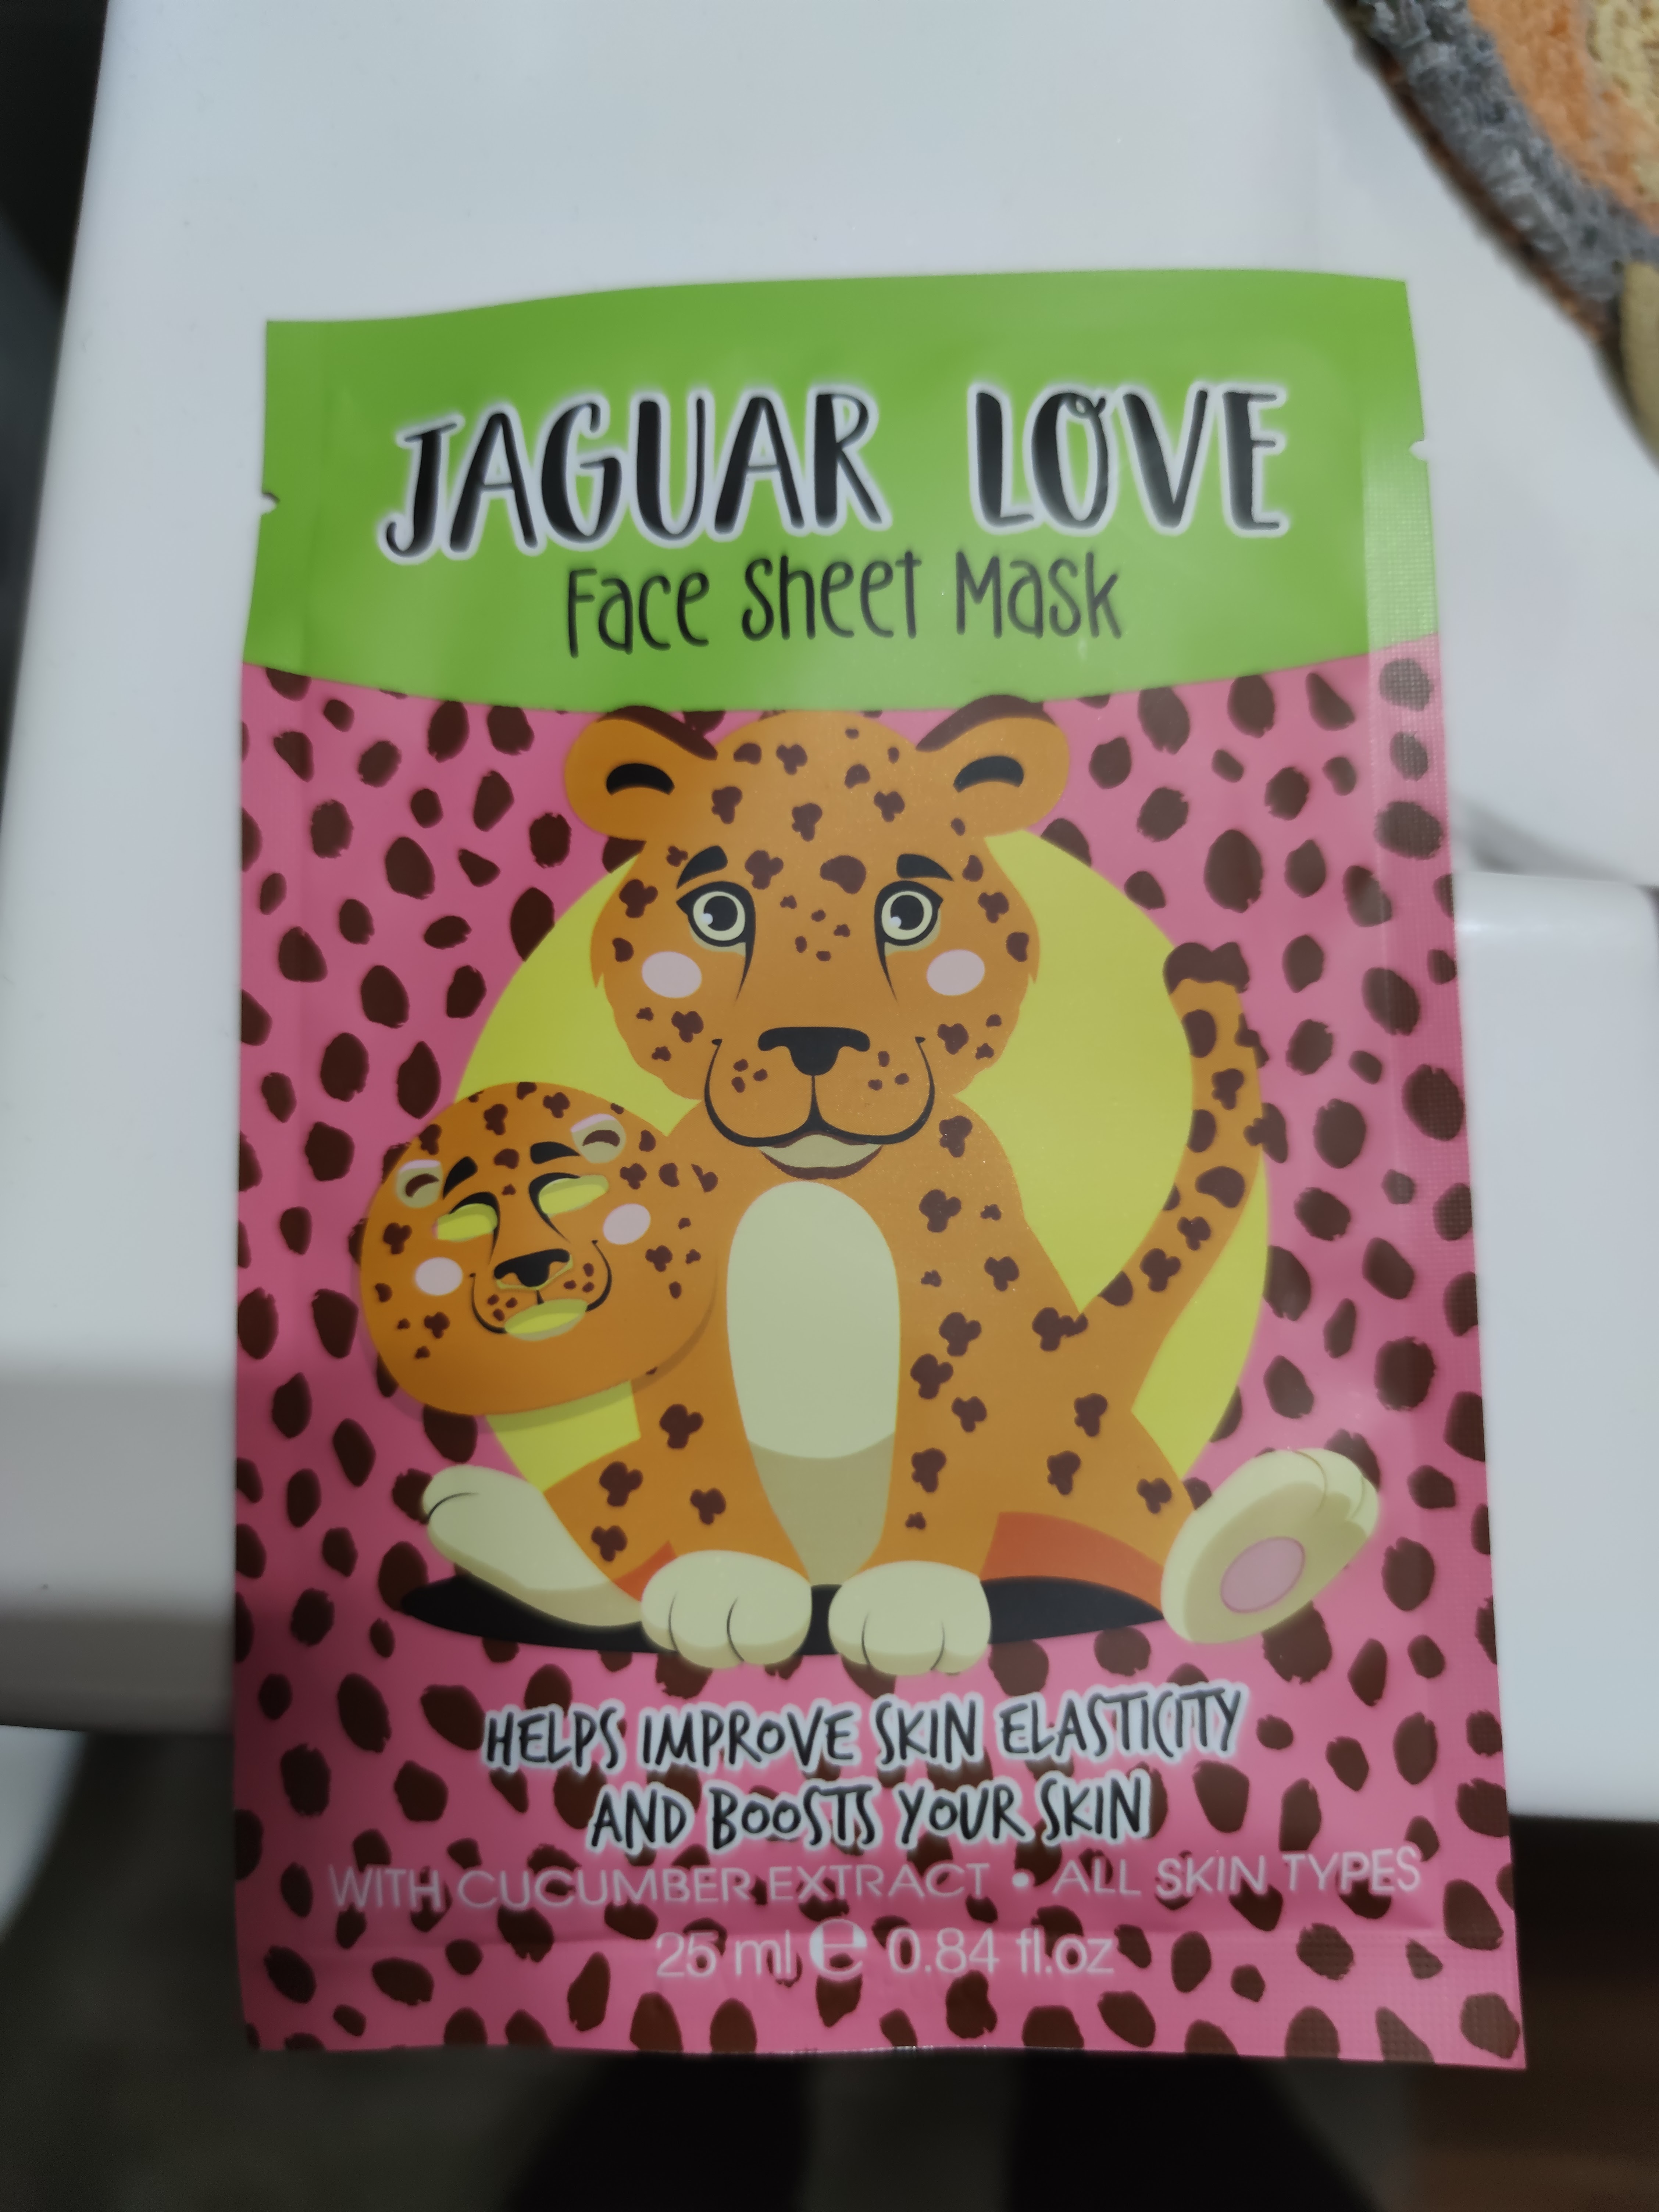 JAGUAR LOVE
Face Sheet Mask
HELPS IMPROVE SKIN ELASTICITY
AND BOOSTS YOUR SKIN
WITH CUCUMBER EXTRACT • ALL SKIN TYPES
25 ml ℮ 0.84 fl.oz